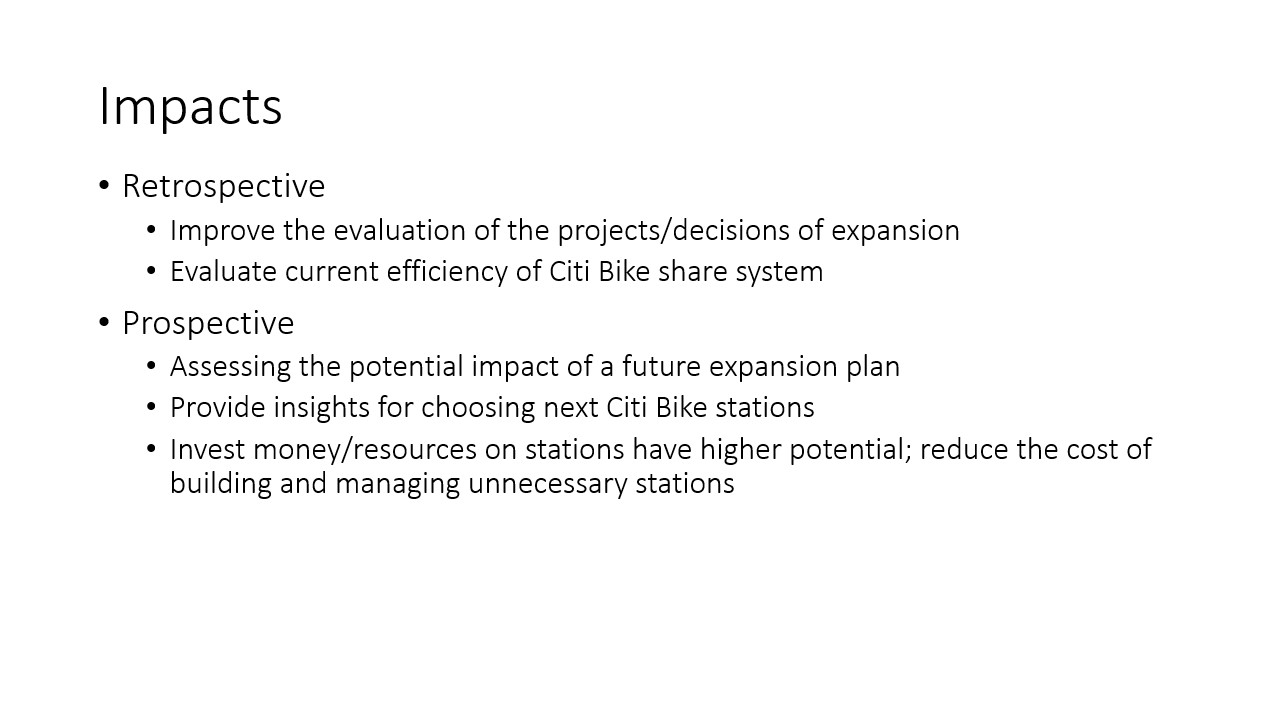 Impacts
• Retrospective
• Improve the evaluation of the projects/decisions of expansion
• Evaluate current efficiency of Citi Bike share system
• Prospective
• Assessing the potential impact of a future expansion plan
• Provide insights for choosing next Citi Bike stations
• Invest money/resources on stations have higher potential; reduce the cost of
building and managing unnecessary stations